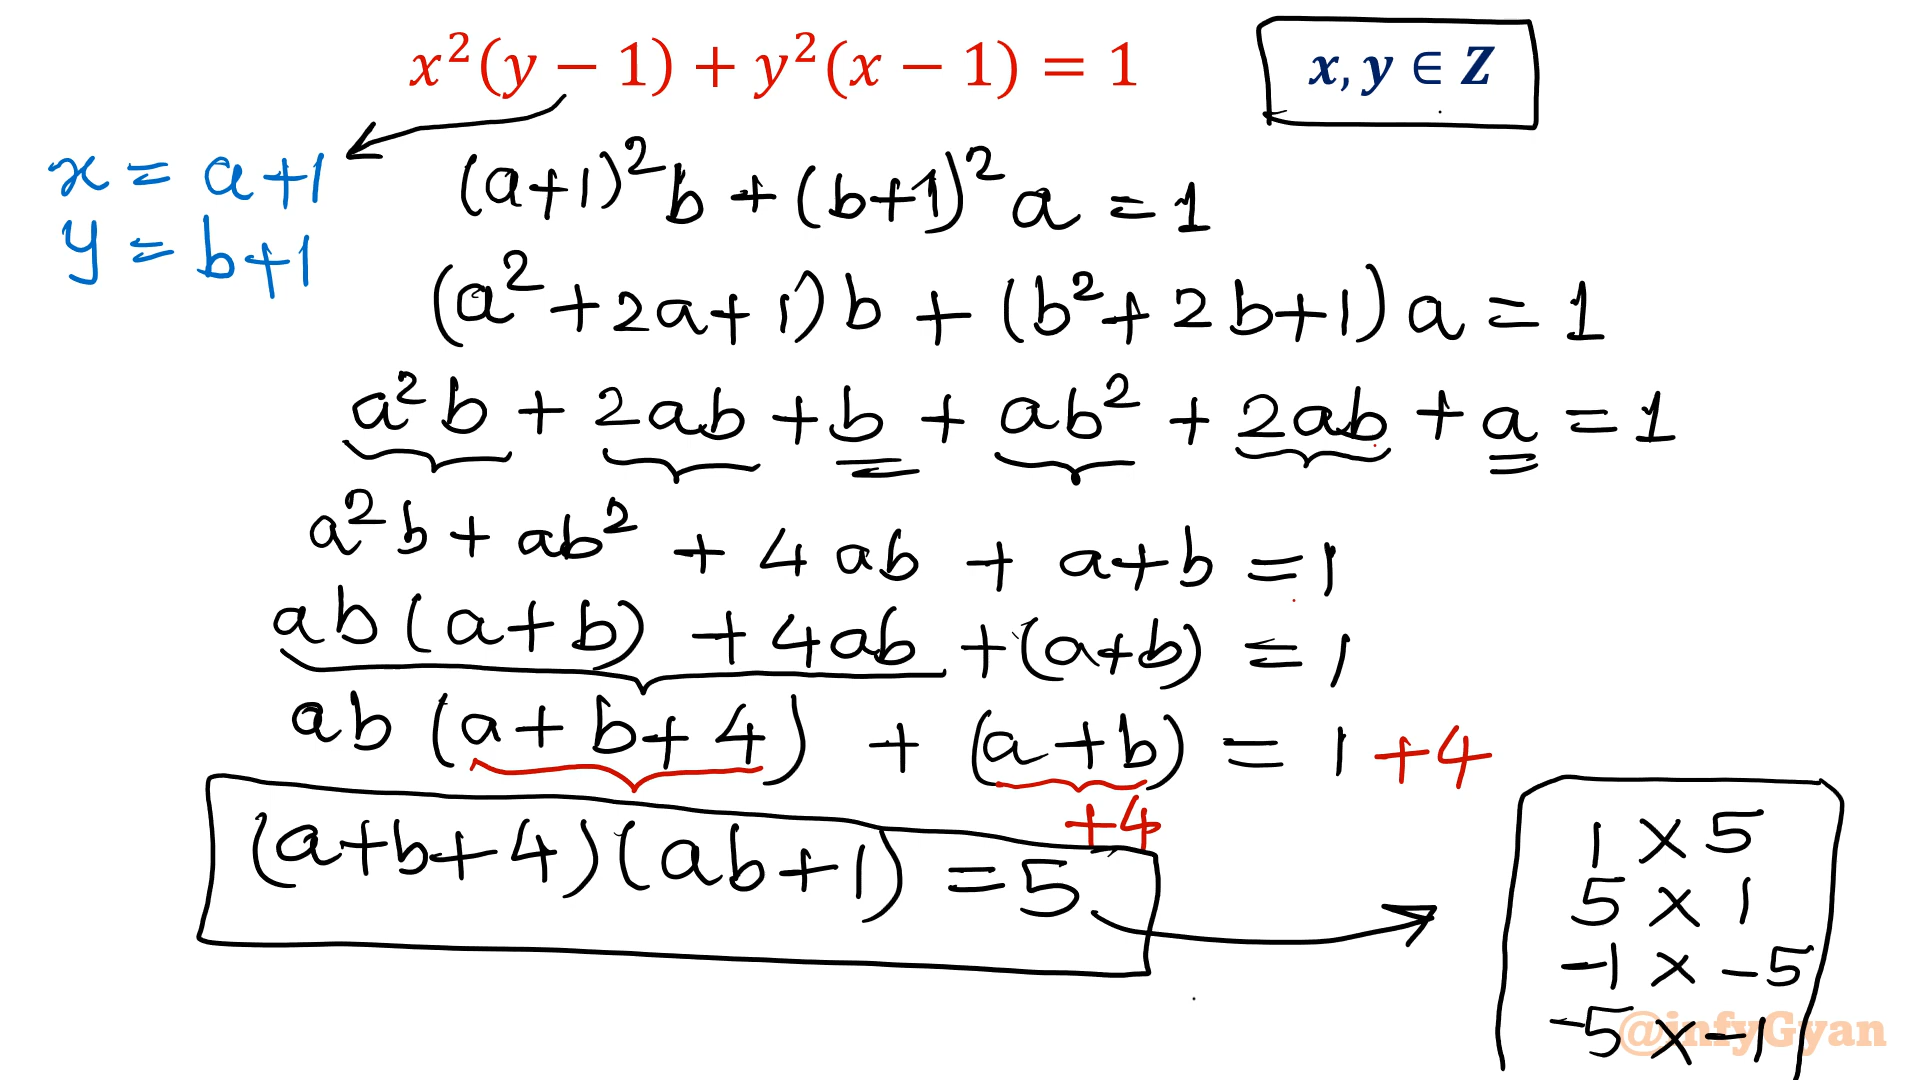 x²(y − 1) + y²(x − 1) = 1
x, y ∈ Z
x = a+1
y = b+1
(a+1)²b + (b+1)²a = 1
(a²+2a+1)b + (b²+2b+1)a = 1
a²b + 2ab + b + ab² + 2ab + a = 1
a²b + ab² + 4ab + a+b = 1
ab(a+b) + 4ab + (a+b) = 1
ab(a+b+4) + (a+b) = 1 +4
+4
(a+b+4)(ab+1) = 5
1 × 5
5 × 1
-1 × -5
-5 × -1
@infyGyan